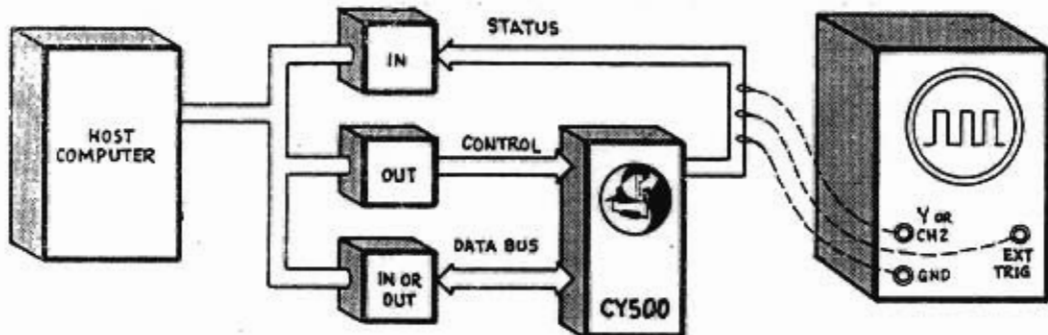 STATUS
IN
HOST
COMPUTER
CONTROL
OUT
DATA BUS
IN OR
OUT
CY500
Y OR
CH2
GND
EXT
TRIG